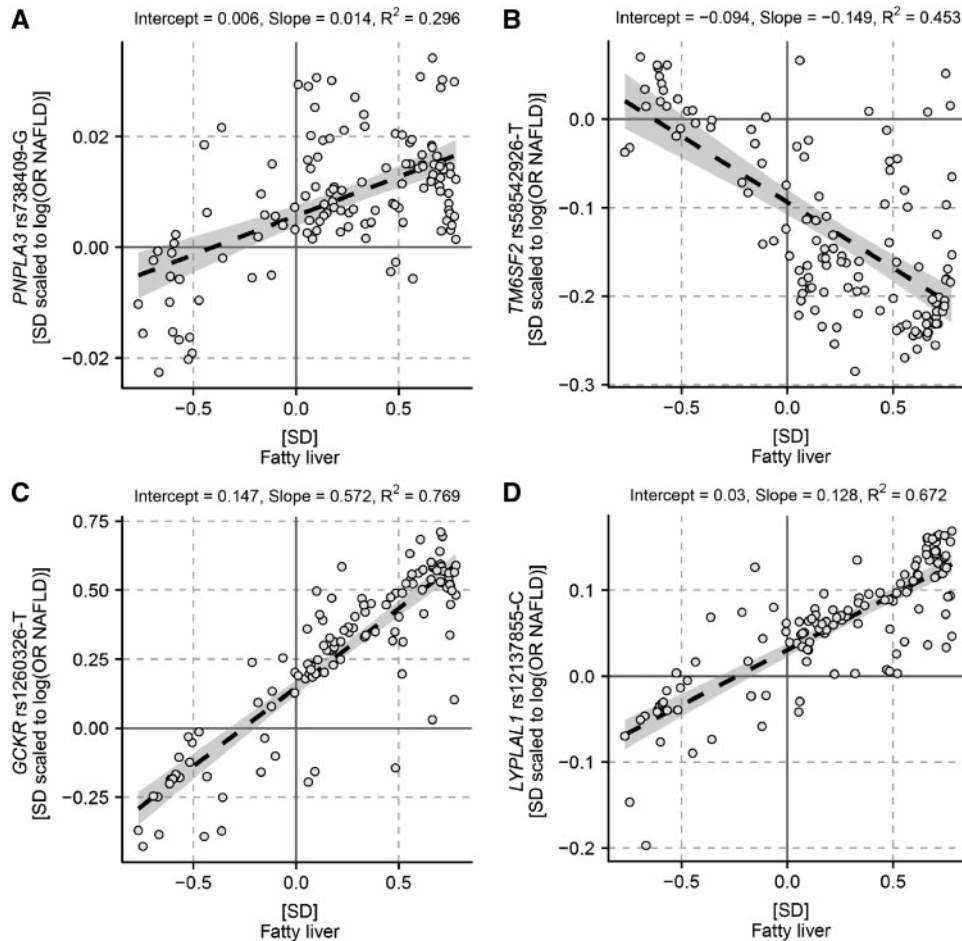 A
Intercept = 0.006, Slope = 0.014, R² = 0.296
PNPLA3 rs738409-G
[SD scaled to log(OR NAFLD)]
0.02
0.00
−0.02
−0.5
0.0
0.5
[SD]
Fatty liver
B
Intercept = −0.094, Slope = −0.149, R² = 0.453
TM6SF2 rs58542926-T
[SD scaled to log(OR NAFLD)]
0.0
−0.1
−0.2
−0.3
−0.5
0.0
0.5
[SD]
Fatty liver
C
Intercept = 0.147, Slope = 0.572, R² = 0.769
GCKR rs1260326-T
[SD scaled to log(OR NAFLD)]
0.75
0.50
0.25
0.00
−0.25
−0.5
0.0
0.5
[SD]
Fatty liver
D
Intercept = 0.03, Slope = 0.128, R² = 0.672
LYPLAL1 rs12137855-C
[SD scaled to log(OR NAFLD)]
0.1
0.0
−0.1
−0.2
−0.5
0.0
0.5
[SD]
Fatty liver